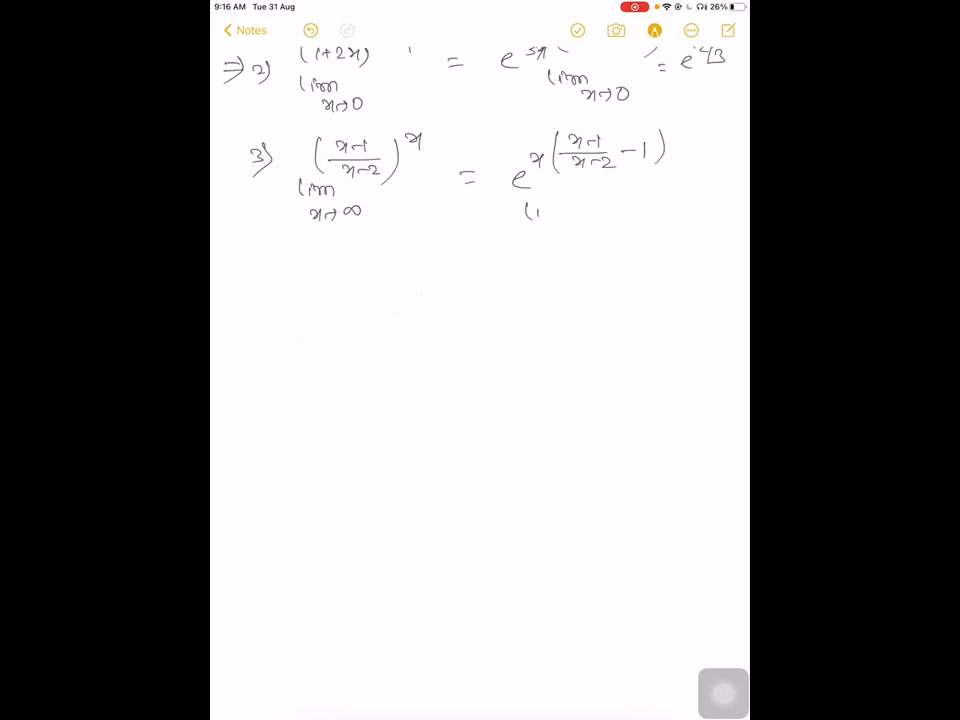 9:16 AM Tue 31 Aug 26%
Notes
⇒ 2) (1+2x) = e = e^2/3
lim lim
x→0 x→0
3) (x-1/x-2)^x = e^x(x-1/x-2 -1)
lim
x→∞